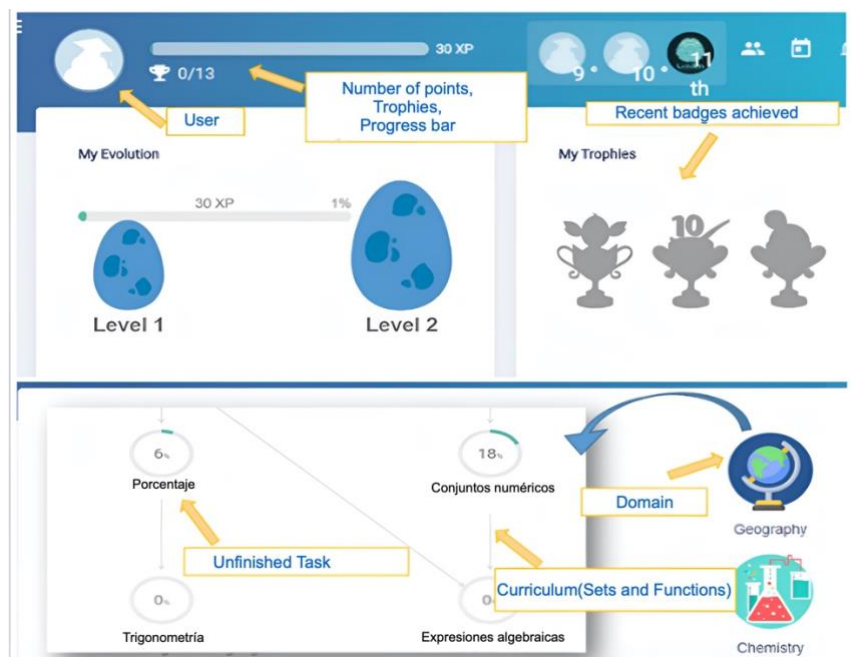 30 XP
0/13
9 °
10 °
11
th
User
Number of points,
Trophies,
Progress bar
Recent badges achieved
My Evolution
30 XP
1%
Level 1
Level 2
My Trophies
10
6%
Porcentaje
18%
Conjuntos numéricos
Domain
Geography
Unfinished Task
Curriculum(Sets and Functions)
0%
Trigonometría
0
Expresiones algebraicas
Chemistry